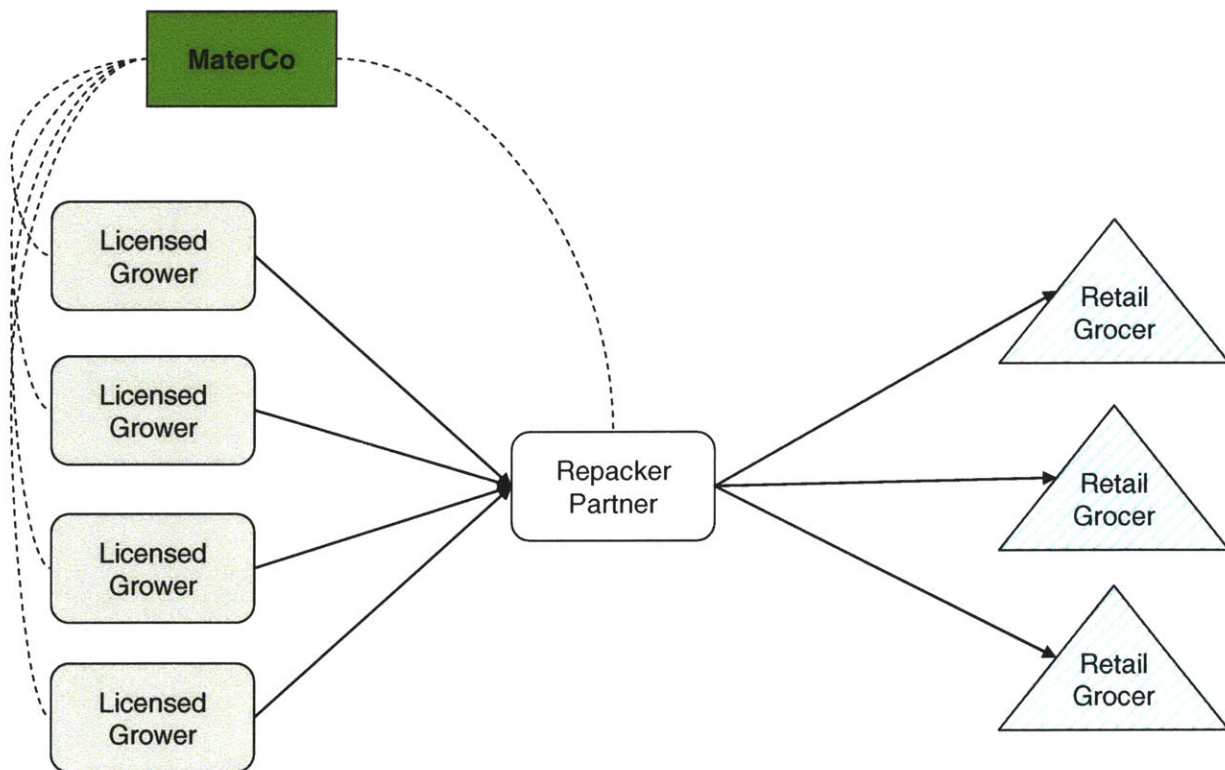 MaterCo
Licensed
Grower
Licensed
Grower
Licensed
Grower
Licensed
Grower
Repacker
Partner
Retail
Grocer
Retail
Grocer
Retail
Grocer